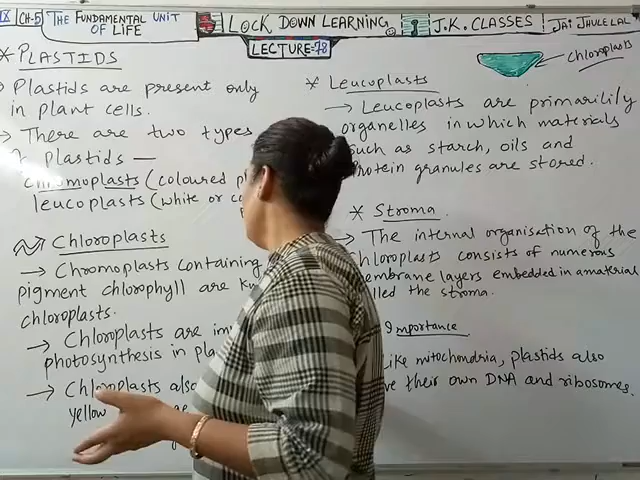 IX CH-5 THE FUNDAMENTAL UNIT OF LIFE
LOCK DOWN LEARNING
J.K. CLASSES
JAI JHULELAL
LECTURE-78
* PLASTIDS
Plastids are present only
in plant cells.
→ There are two types
Plastids —
chromoplasts (coloured
leucoplasts (white or
Chloroplasts
→ Chromoplasts containing
pigment chlorophyll are
chloroplasts.
→ Chloroplasts are
photosynthesis in
→ Chloroplasts also
yellow
chloroplasts
* Leucoplasts
→ Leucoplasts are primarilily
organelles in which materials
such as starch, oils and
protein granules are stored.
* Stroma
→ The internal organisation of the
chloroplasts consists of numerous
membrane layers embedded in a material
called the stroma.
Importance
Like mitochondria, plastids also
their own DNA and ribosomes.